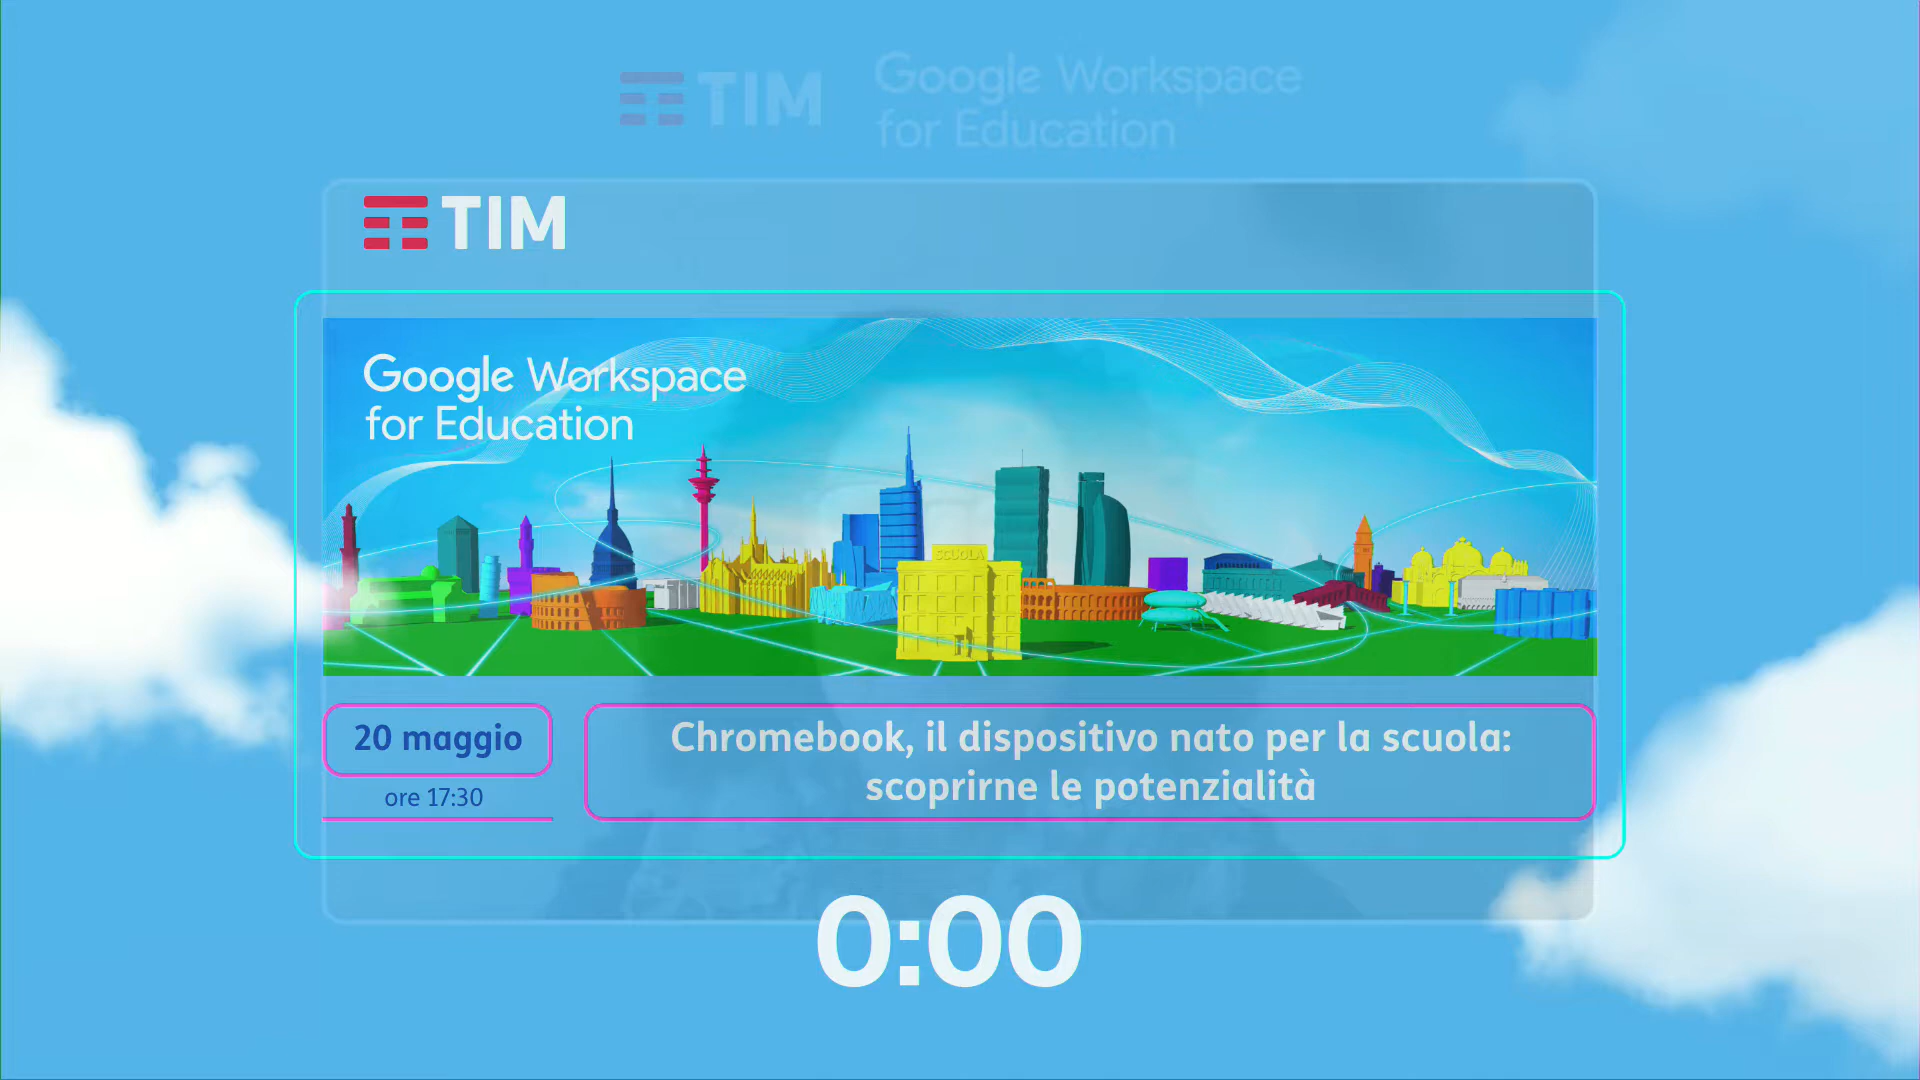 TIM
Google Workspace
for Education
TIM
Google Workspace
for Education
SCUOLA
20 maggio
ore 17:30
Chromebook, il dispositivo nato per la scuola:
scoprirne le potenzialità
0:00